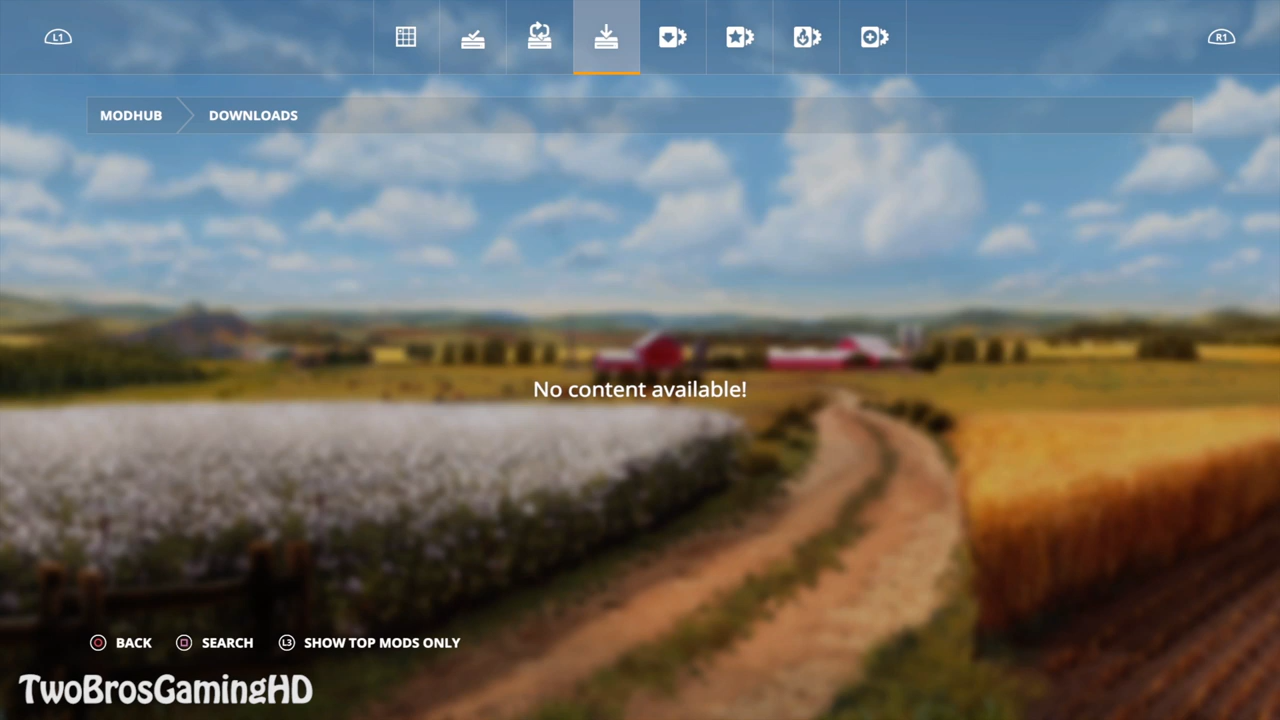 L1
R1
MODHUB
DOWNLOADS
No content available!
BACK
SEARCH
L3
SHOW TOP MODS ONLY
TwoBrosGamingHD